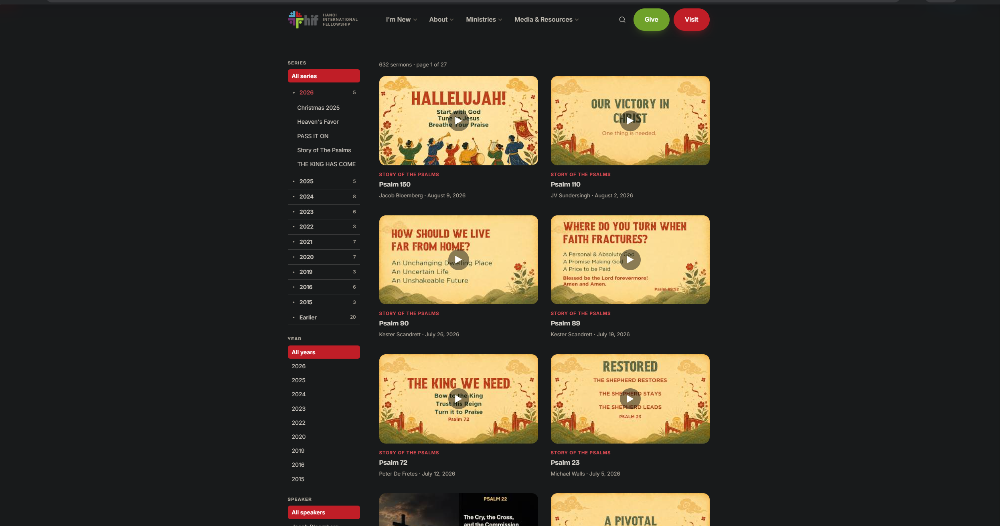 hif
HANOI
INTERNATIONAL
FELLOWSHIP
I'm New
About
Ministries
Media & Resources
Give
Visit
SERIES
All series
2026 5
Christmas 2025
Heaven's Favor
PASS IT ON
Story of The Psalms
THE KING HAS COME
2025 5
2024 8
2023 6
2022 3
2021 7
2020 7
2019 3
2016 6
2015 3
Earlier 20
YEAR
All years
2026
2025
2024
2023
2022
2020
2019
2016
2015
SPEAKER
All speakers
Jacob Bloemberg
632 sermons · page 1 of 27
HALLELUJAH!
Start with God
Tune to Jesus
Breathe Your Praise
STORY OF THE PSALMS
Psalm 150
Jacob Bloemberg · August 9, 2026
OUR VICTORY IN
CHRIST
One thing is needed.
STORY OF THE PSALMS
Psalm 110
JV Sundersingh · August 2, 2026
HOW SHOULD WE LIVE
FAR FROM HOME?
An Unchanging Dwelling Place
An Uncertain Life
An Unshakeable Future
STORY OF THE PSALMS
Psalm 90
Kester Scandrett · July 26, 2026
WHERE DO YOU TURN WHEN
FAITH FRACTURES?
A Personal & Absolute God
A Promise Making God
A Price to be Paid
Blessed be the Lord forevermore!
Amen and Amen.
Psalm 89:52
STORY OF THE PSALMS
Psalm 89
Kester Scandrett · July 19, 2026
THE KING WE NEED
Bow to the King
Trust His Reign
Turn it to Praise
Psalm 72
STORY OF THE PSALMS
Psalm 72
Peter De Fretes · July 12, 2026
RESTORED
THE SHEPHERD RESTORES
THE SHEPHERD STAYS
THE SHEPHERD LEADS
PSALM 23
STORY OF THE PSALMS
Psalm 23
Michael Walls · July 5, 2026
PSALM 22
The Cry, the Cross,
and the Commission
A PIVOTAL